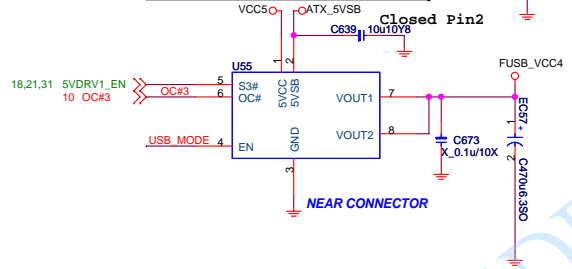 VCC5
ATX_5VSB
Closed Pin2
C639
10u10Y8
FUSB_VCC4
U55
1
2
18,21,31 5VDRV1_EN
5
S3#
5VCC
5VSB
VOUT1
7
10 OC#3
OC#3
6
OC#
EC57
1
+
USB_MODE
4
EN
GND
VOUT2
8
C673
X_0.1u/10X
2
C470u6.3SO
3
NEAR CONNECTOR